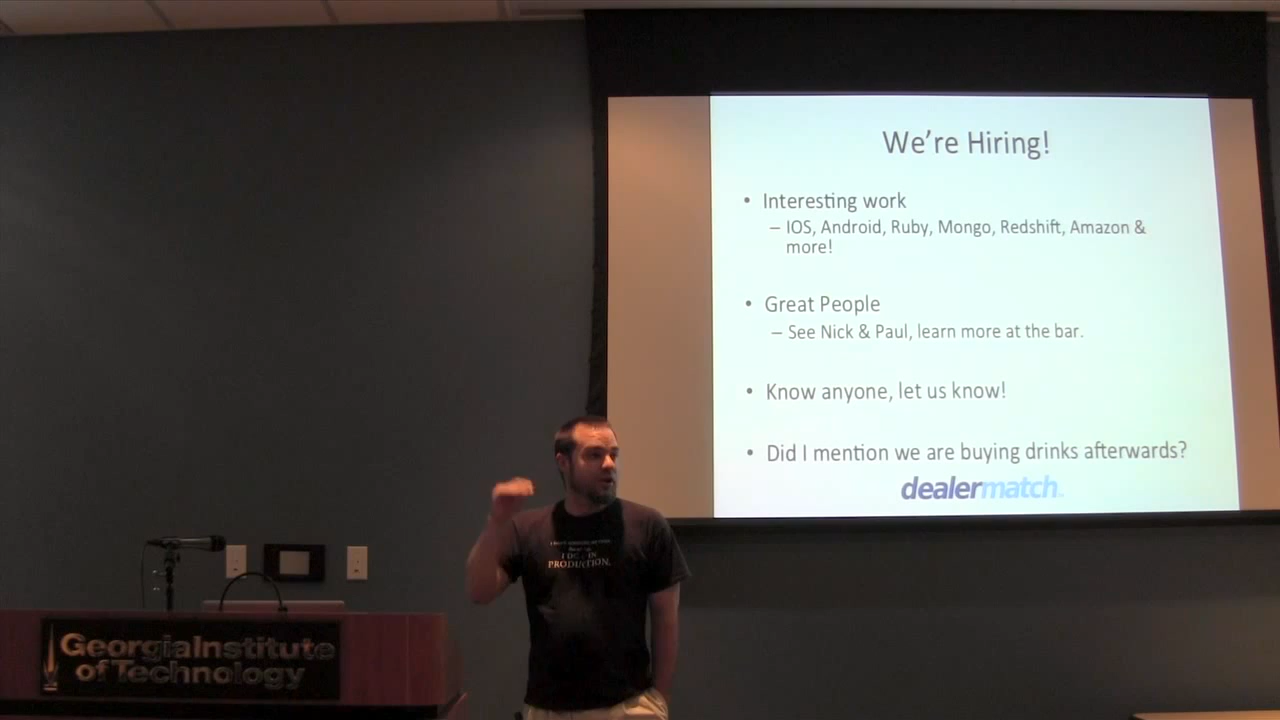 We're Hiring!
• Interesting work
– IOS, Android, Ruby, Mongo, Redshift, Amazon &
more!
• Great People
– See Nick & Paul, learn more at the bar.
• Know anyone, let us know!
• Did I mention we are buying drinks afterwards?
dealermatch
I DO IN
PRODUCTION.
GeorgiaInstitute
of Technology